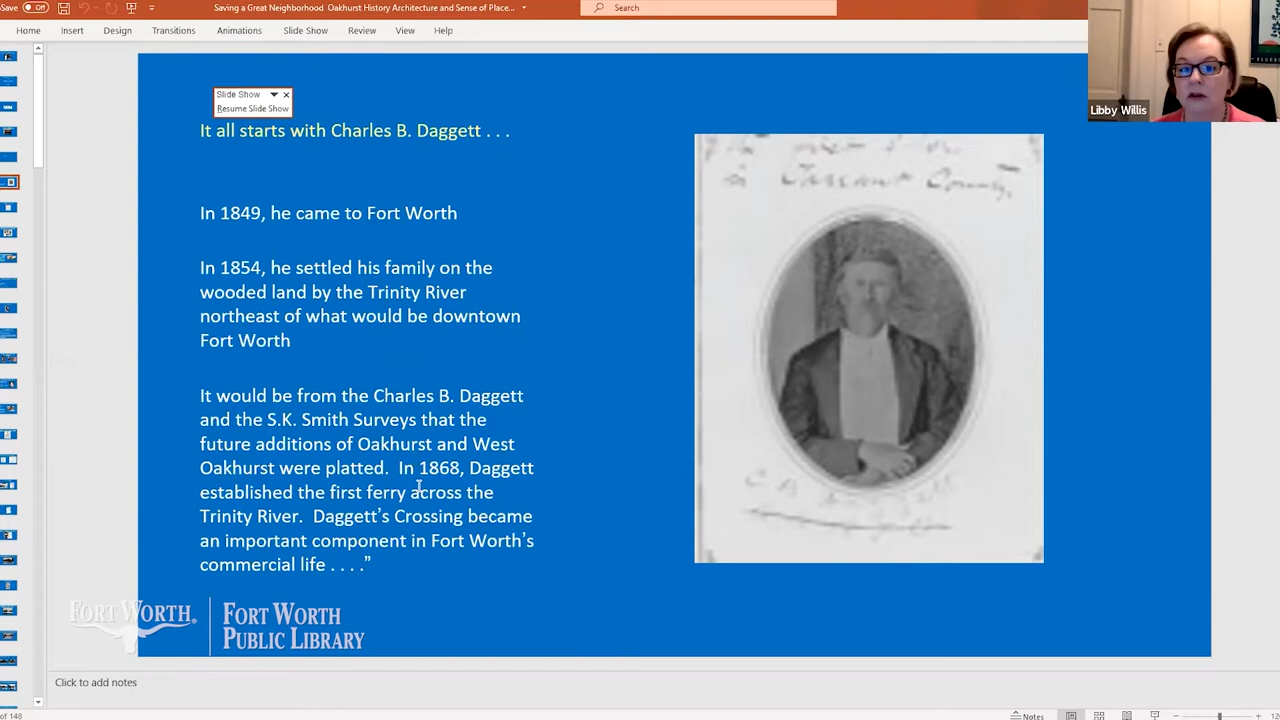 Save
Off
Saving a Great Neighborhood Oakhurst History Architecture and Sense of Place...
Search
Home
Insert
Design
Transitions
Animations
Slide Show
Review
View
Help
Libby Willis
Slide Show
Resume Slide Show
It all starts with Charles B. Daggett . . .
In 1849, he came to Fort Worth
In 1854, he settled his family on the
wooded land by the Trinity River
northeast of what would be downtown
Fort Worth
It would be from the Charles B. Daggett
and the S.K. Smith Surveys that the
future additions of Oakhurst and West
Oakhurst were platted. In 1868, Daggett
established the first ferry across the
Trinity River. Daggett's Crossing became
an important component in Fort Worth's
commercial life . . . ."
in Tarrant County
FORT WORTH
FORT WORTH
PUBLIC LIBRARY
Click to add notes
of 148
Notes